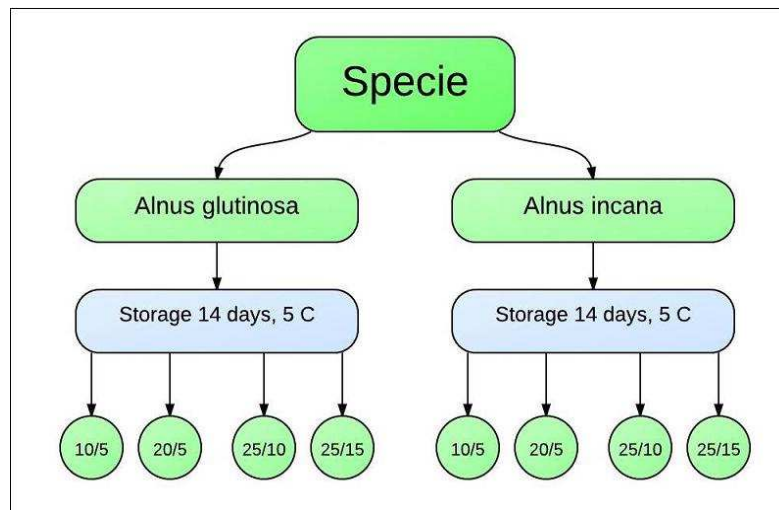 Specie
Alnus glutinosa
Alnus incana
Storage 14 days, 5 C
Storage 14 days, 5 C
10/5
20/5
25/10
25/15
10/5
20/5
25/10
25/15